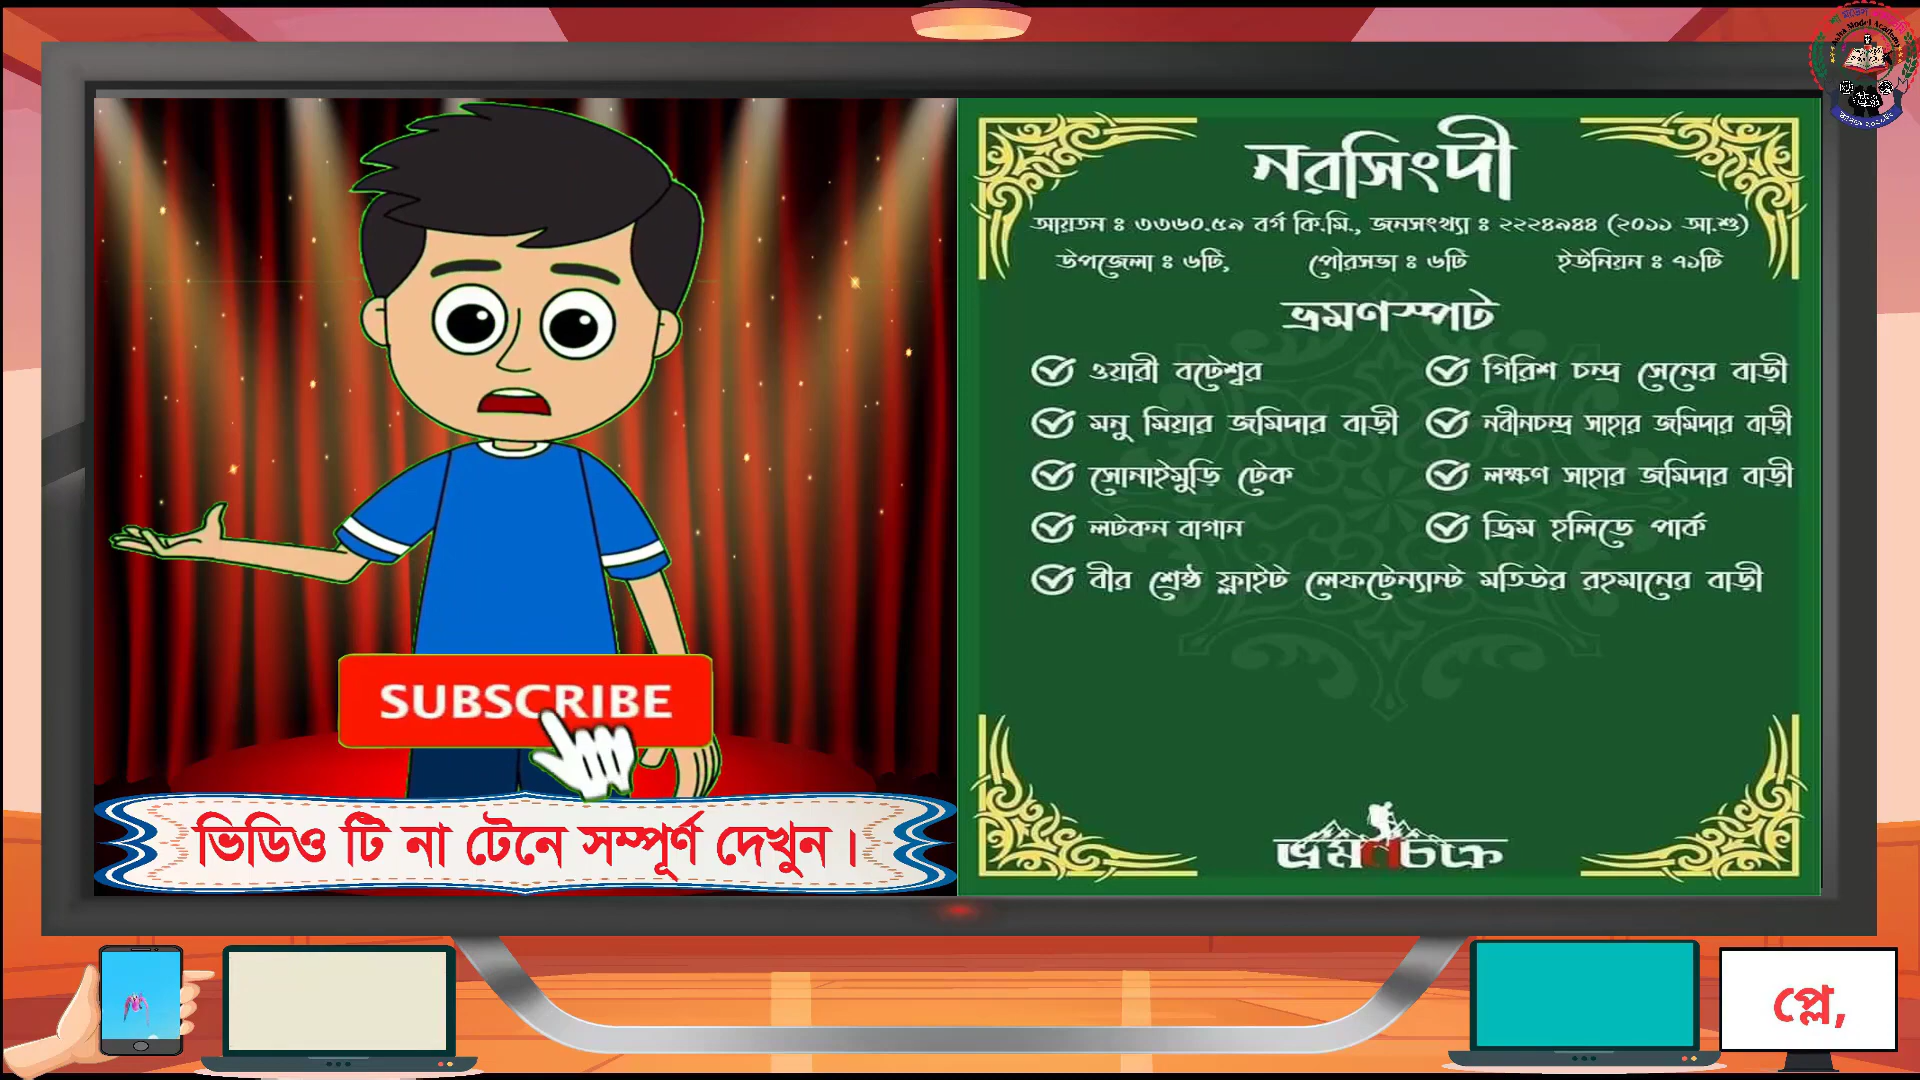 নরসিংদী
আয়তন ঃ ৩৩৬০.৫৯ বর্গ কি.মি., জনসংখ্যা ঃ ২২২৪৯৪৪ (২০১১ আ.শু)
উপজেলা ঃ ৬টি, পৌরসভা ঃ ৬টি ইউনিয়ন ঃ ৭১টি
ভ্রমণস্পট
ওয়ারী বটেশ্বর
গিরিশ চন্দ্র সেনের বাড়ী
মনু মিয়ার জমিদার বাড়ী
নবীনচন্দ্র সাহার জমিদার বাড়ী
সোনাইমুড়ি টেক
লক্ষণ সাহার জমিদার বাড়ী
লটকন বাগান
ড্রিম হলিডে পার্ক
বীর শ্রেষ্ঠ ফ্লাইট লেফটেন্যান্ট মতিউর রহমানের বাড়ী
ভ্রমণচক্র
SUBSCRIBE
ভিডিও টি না টেনে সম্পূর্ণ দেখুন।
প্লে,
Model Academy